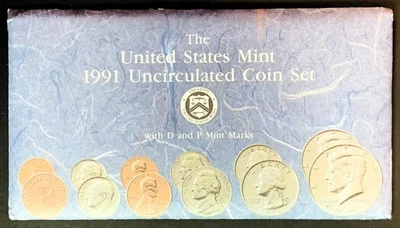 The
United States Mint
1991 Uncirculated Coin Set
with D and P Mint Marks
P